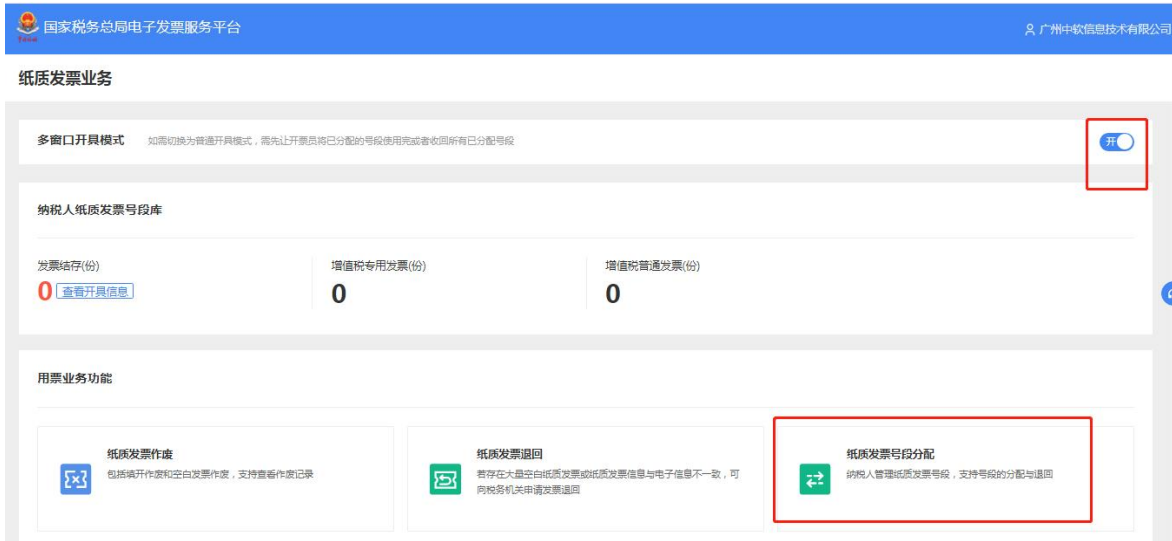 国家税务总局电子发票服务平台
广州中软信息技术有限公司
纸质发票业务
多窗口开具模式 如需切换为普通开具模式，需先让开票员将已分配的号段使用完或者收回所有已分配号段
开
纳税人纸质发票号段库
发票结存(份) 增值税专用发票(份) 增值税普通发票(份)
0 查看开具信息 0 0
用票业务功能
纸质发票作废 纸质发票退回 纸质发票号段分配
包括填开作废和空白发票作废，支持查看作废记录
若存在大量空白纸质发票或纸质发票信息与电子信息不一致，可
向税务机关申请发票退回
纳税人管理纸质发票号段，支持号段的分配与退回